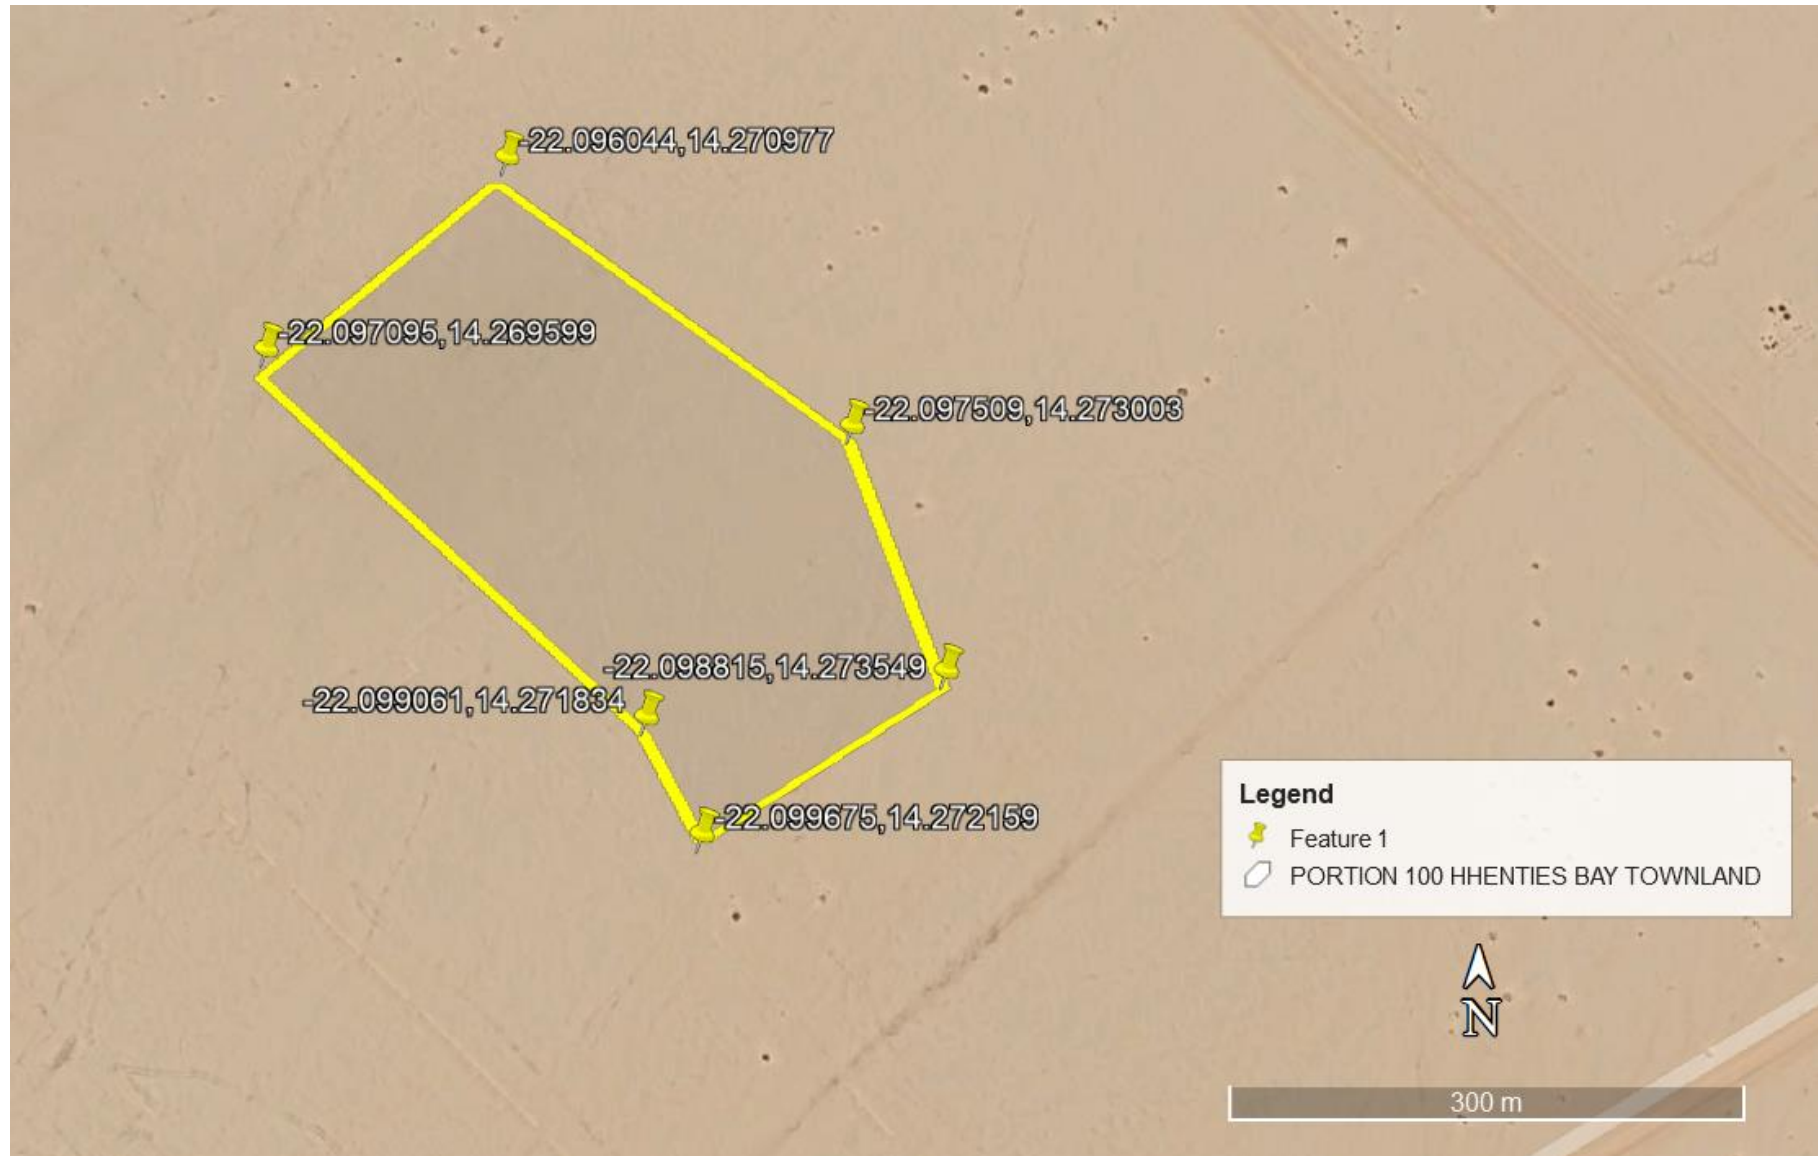 -22.096044,14.270977
-22.097095,14.269599
-22.097509,14.273003
-22.098815,14.273549
-22.099061,14.271834
-22.099675,14.272159
Legend
Feature 1
PORTION 100 HHENTIES BAY TOWNLAND
N
300 m